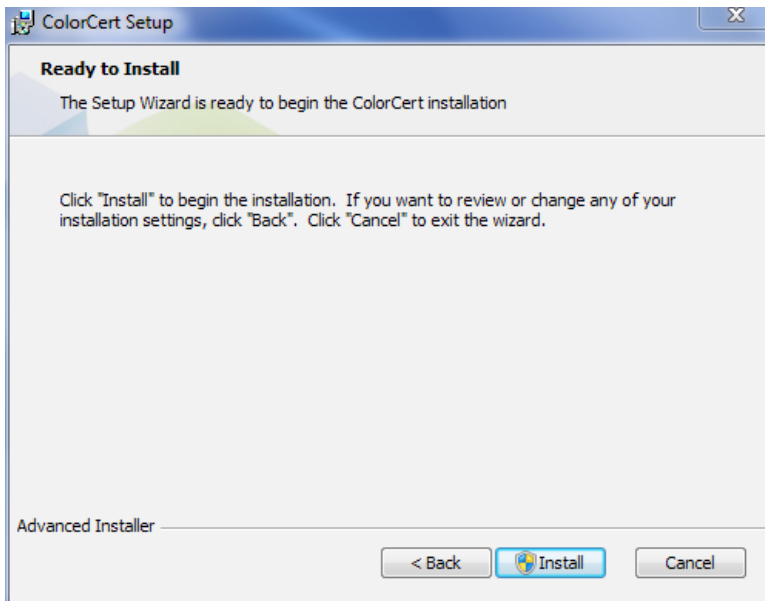 ColorCert Setup
Ready to Install
The Setup Wizard is ready to begin the ColorCert installation
Click "Install" to begin the installation.  If you want to review or change any of your
installation settings, click "Back".  Click "Cancel" to exit the wizard.
Advanced Installer
< Back
Install
Cancel